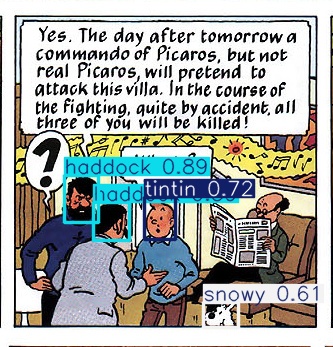 Yes. The day after tomorrow a
commando of Picaros, but not
real Picaros, will pretend to
attack this villa. In the course of
the fighting, quite by accident, all
three of you will be killed!
?
haddock 0.89
tintin 0.72
snowy 0.61